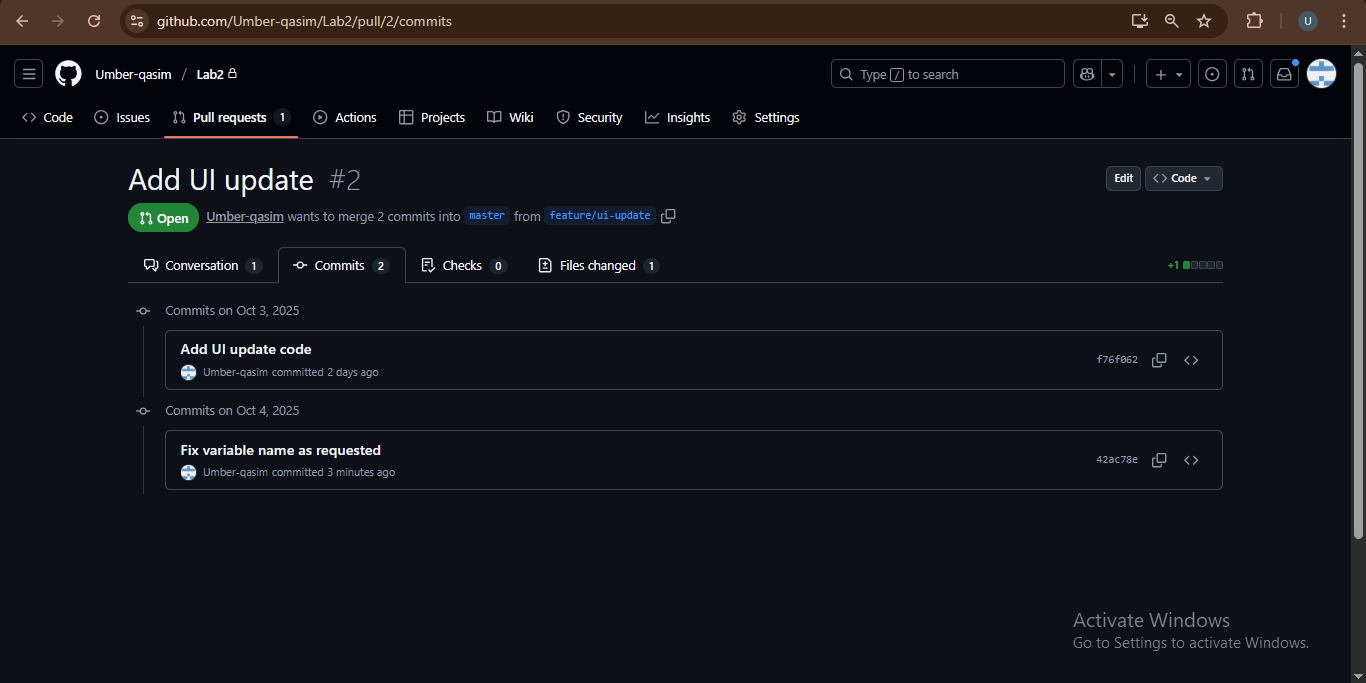 github.com/Umber-qasim/Lab2/pull/2/commits
U
Umber-qasim / Lab2
Type / to search
Code Issues Pull requests 1 Actions Projects Wiki Security Insights Settings
Add UI update #2
Edit Code
Open Umber-qasim wants to merge 2 commits into master from feature/ui-update
Conversation 1 Commits 2 Checks 0 Files changed 1 +1
Commits on Oct 3, 2025
Add UI update code
Umber-qasim committed 2 days ago
f76f062
Commits on Oct 4, 2025
Fix variable name as requested
Umber-qasim committed 3 minutes ago
42ac78e
Activate Windows
Go to Settings to activate Windows.